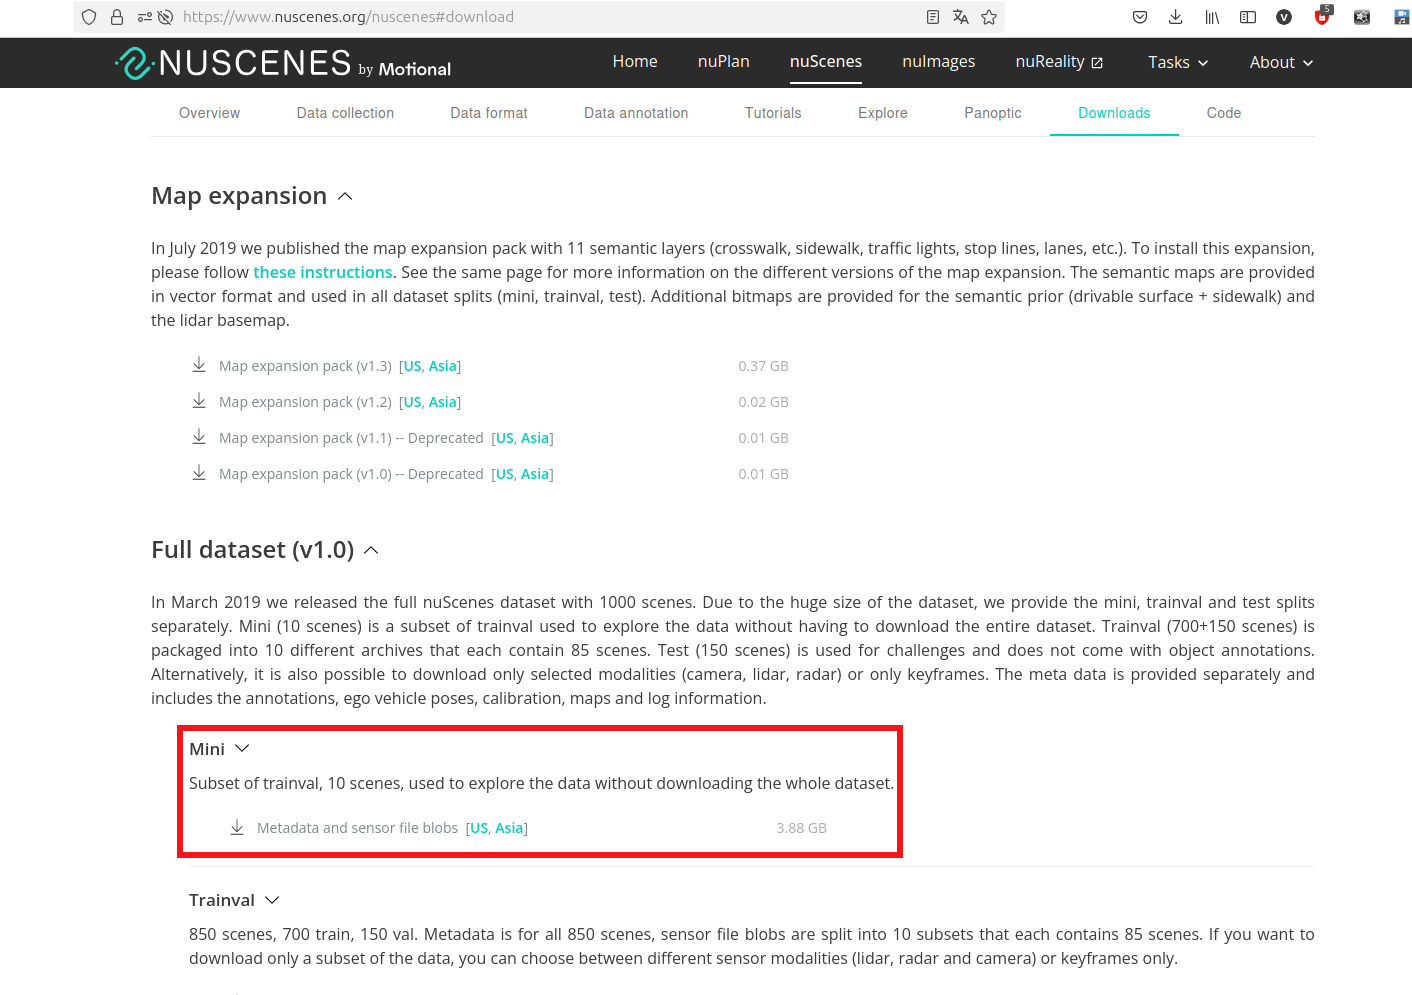 https://www.nuscenes.org/nuscenes#download
5
V
NUSCENES by Motional
Home nuPlan nuScenes nuImages nuReality Tasks About
Overview Data collection Data format Data annotation Tutorials Explore Panoptic Downloads Code
Map expansion
In July 2019 we published the map expansion pack with 11 semantic layers (crosswalk, sidewalk, traffic lights, stop lines, lanes, etc.). To install this expansion,
please follow these instructions. See the same page for more information on the different versions of the map expansion. The semantic maps are provided
in vector format and used in all dataset splits (mini, trainval, test). Additional bitmaps are provided for the semantic prior (drivable surface + sidewalk) and
the lidar basemap.
Map expansion pack (v1.3) [US, Asia] 0.37 GB
Map expansion pack (v1.2) [US, Asia] 0.02 GB
Map expansion pack (v1.1) -- Deprecated [US, Asia] 0.01 GB
Map expansion pack (v1.0) -- Deprecated [US, Asia] 0.01 GB
Full dataset (v1.0)
In March 2019 we released the full nuScenes dataset with 1000 scenes. Due to the huge size of the dataset, we provide the mini, trainval and test splits
separately. Mini (10 scenes) is a subset of trainval used to explore the data without having to download the entire dataset. Trainval (700+150 scenes) is
packaged into 10 different archives that each contain 85 scenes. Test (150 scenes) is used for challenges and does not come with object annotations.
Alternatively, it is also possible to download only selected modalities (camera, lidar, radar) or only keyframes. The meta data is provided separately and
includes the annotations, ego vehicle poses, calibration, maps and log information.
Mini
Subset of trainval, 10 scenes, used to explore the data without downloading the whole dataset.
Metadata and sensor file blobs [US, Asia] 3.88 GB
Trainval
850 scenes, 700 train, 150 val. Metadata is for all 850 scenes, sensor file blobs are split into 10 subsets that each contains 85 scenes. If you want to
download only a subset of the data, you can choose between different sensor modalities (lidar, radar and camera) or keyframes only.